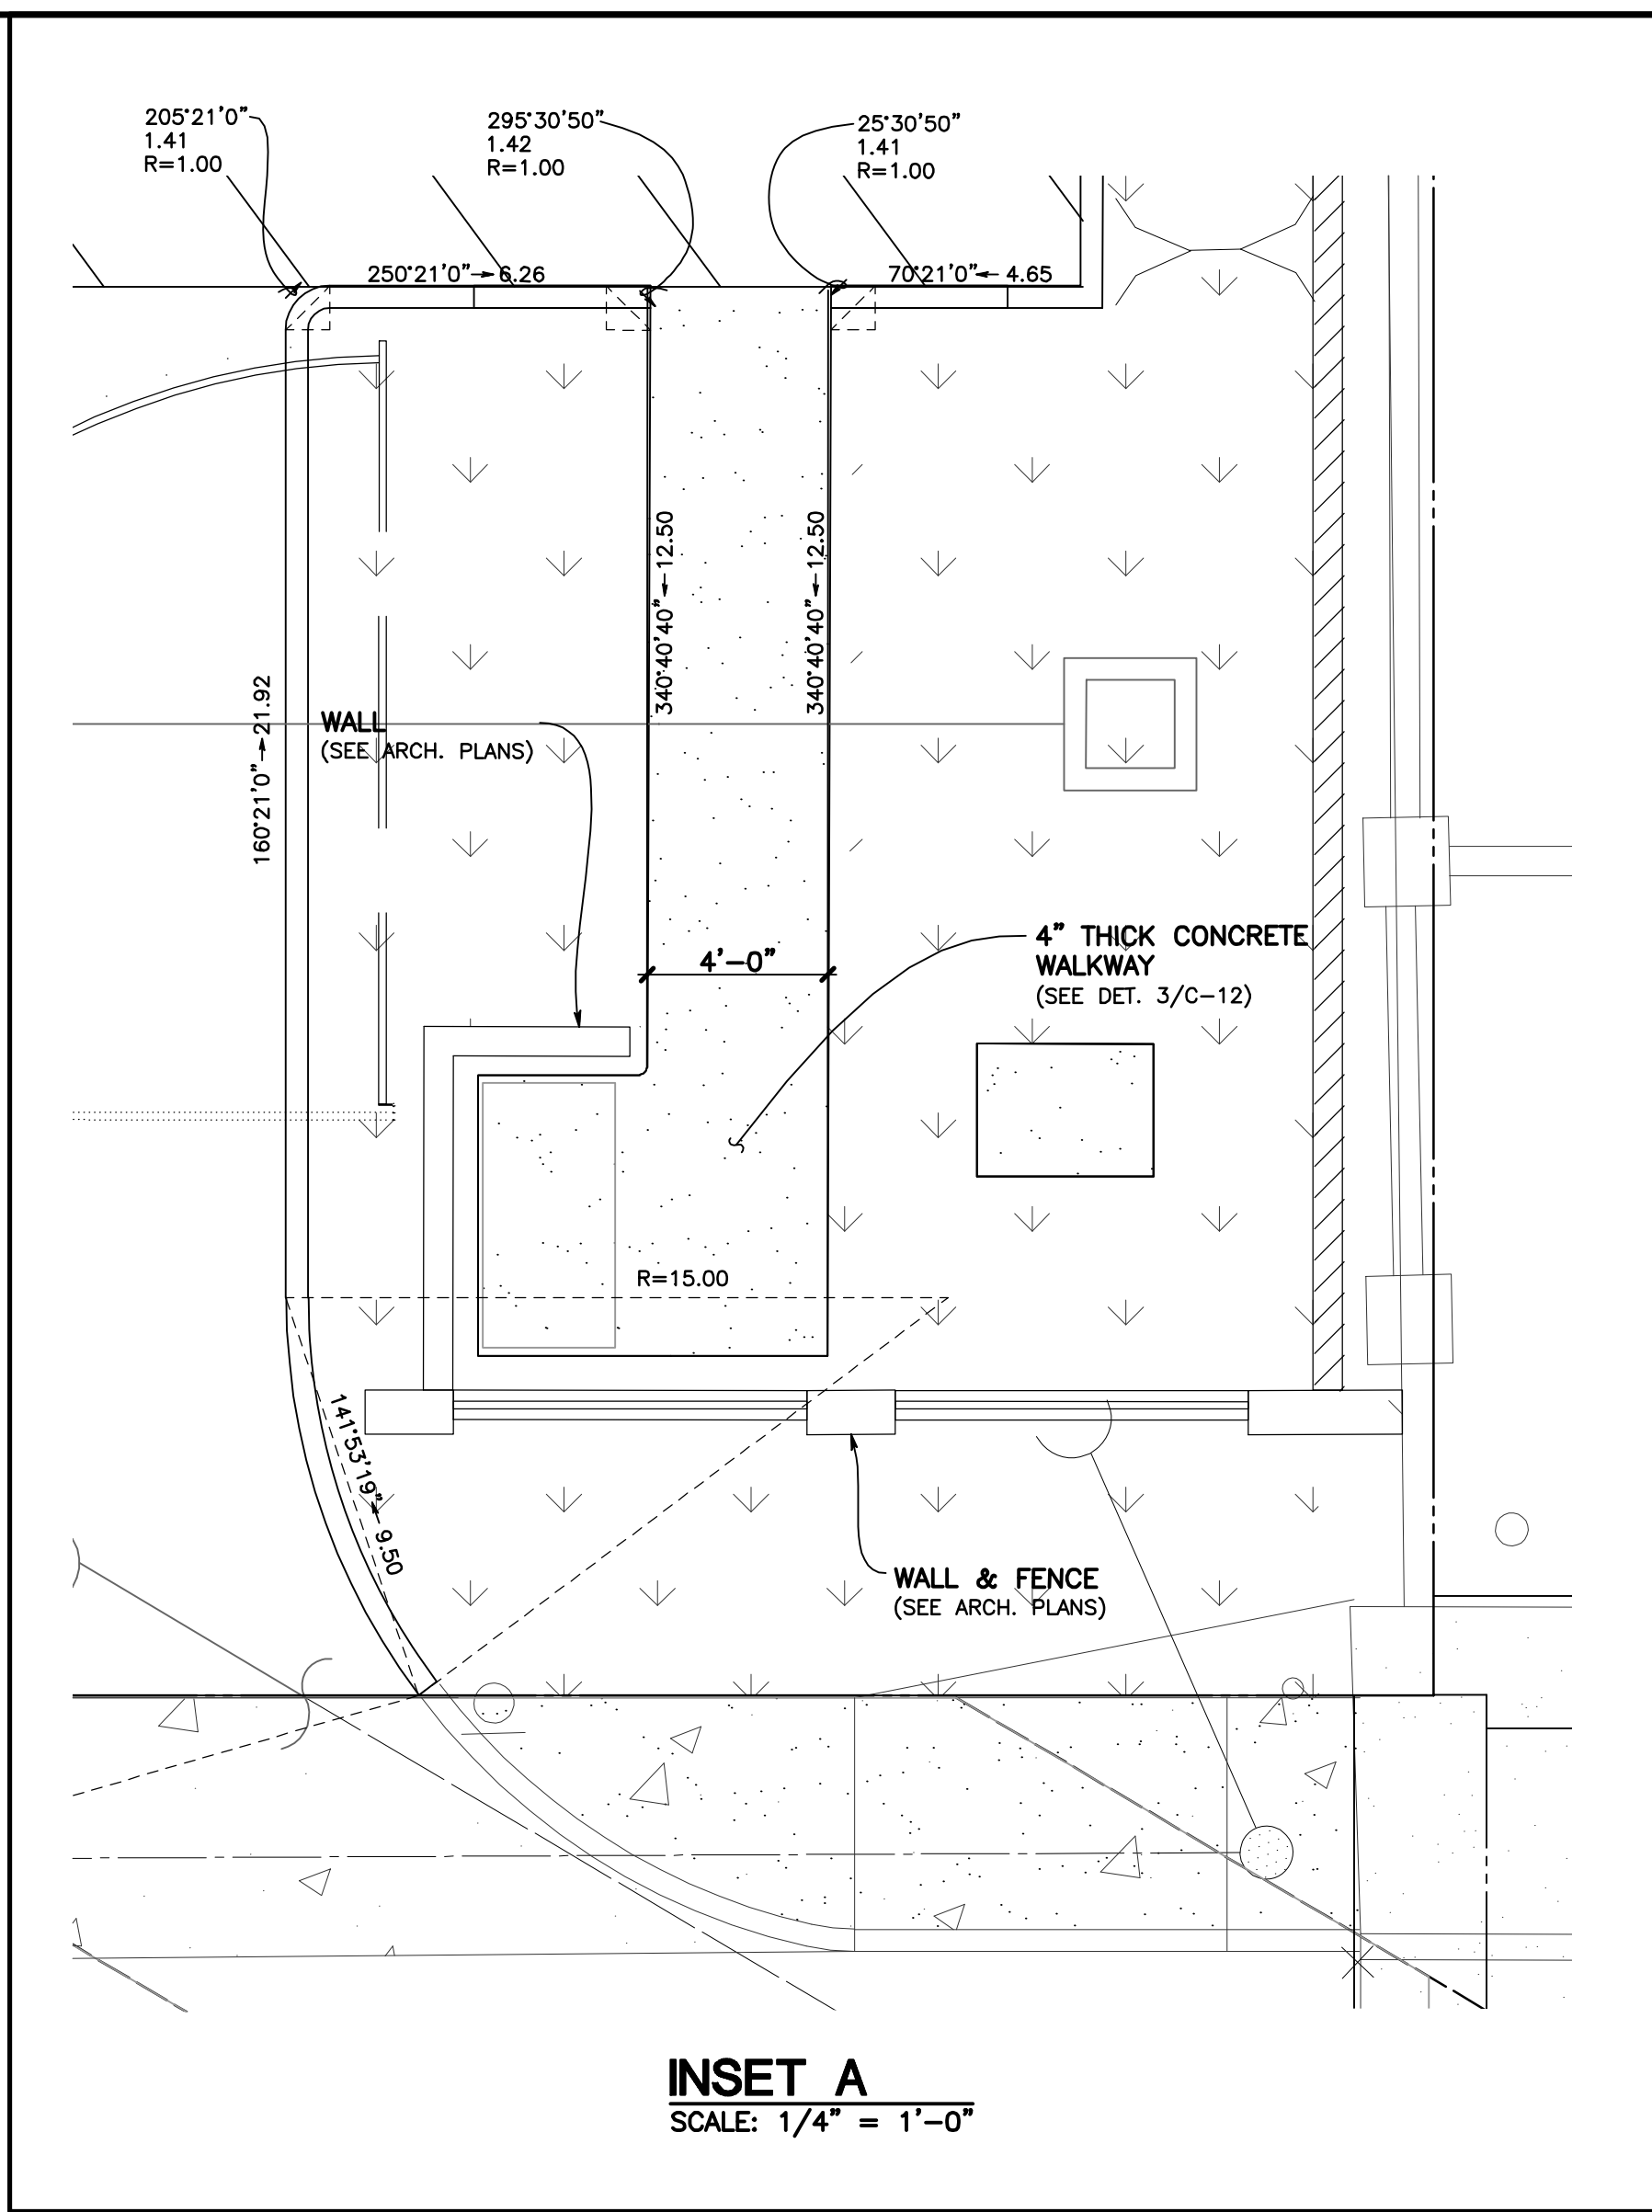 205°21'0"
1.41
R=1.00
295°30'50"
1.42
R=1.00
25°30'50"
1.41
R=1.00
250°21'0" 6.26
70°21'0" 4.65
340°40'40" 12.50
340°40'40" 12.50
160°21'0" 21.92
WALL
(SEE ARCH. PLANS)
4" THICK CONCRETE
WALKWAY
(SEE DET. 3/C-12)
4'-0"
R=15.00
141°53'19" 9.50
WALL & FENCE
(SEE ARCH. PLANS)
INSET A
SCALE: 1/4" = 1'-0"